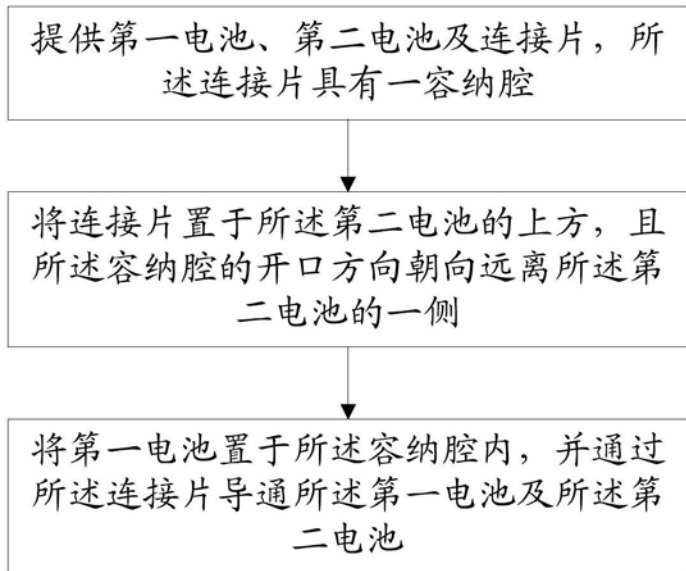 提供第一电池、第二电池及连接片，所
述连接片具有一容纳腔
将连接片置于所述第二电池的上方，且
所述容纳腔的开口方向朝向远离所述第
二电池的一侧
将第一电池置于所述容纳腔内，并通过
所述连接片导通所述第一电池及所述第
二电池